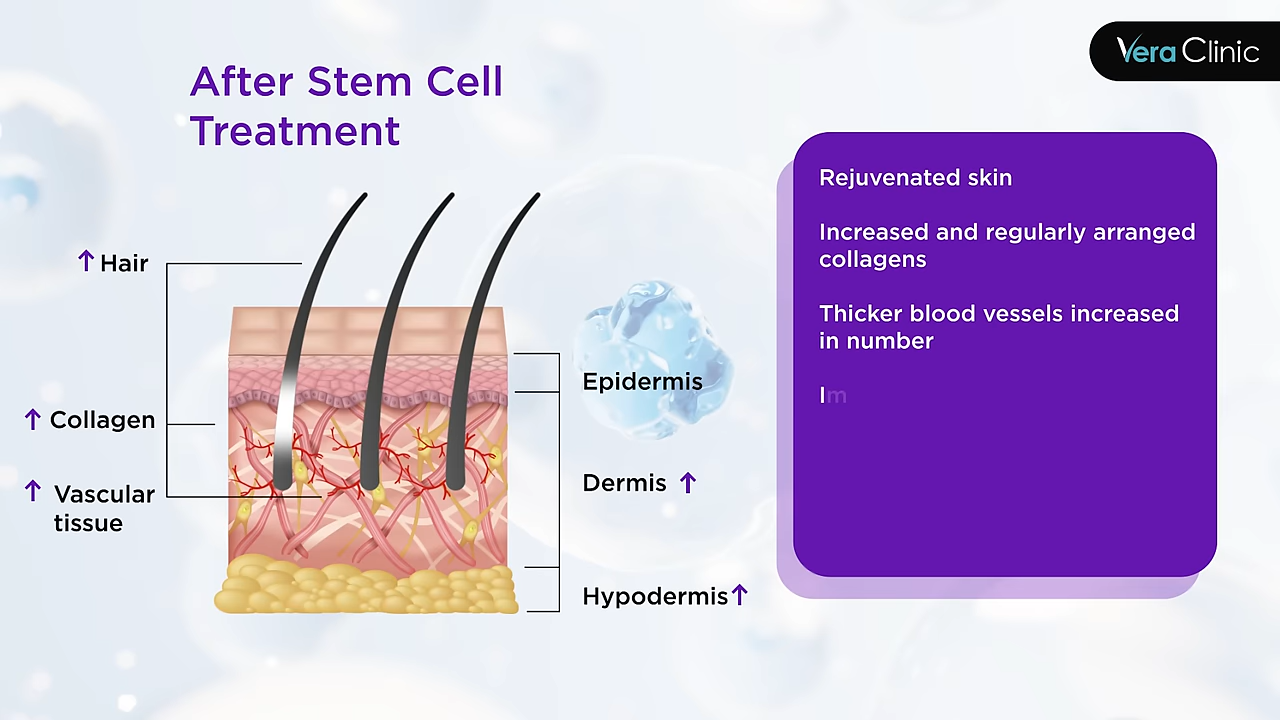 Vera Clinic
After Stem Cell
Treatment
Rejuvenated skin
Increased and regularly arranged
collagens
Thicker blood vessels increased
in number
Im
↑ Hair
↑ Collagen
↑ Vascular
tissue
Epidermis
Dermis ↑
Hypodermis ↑